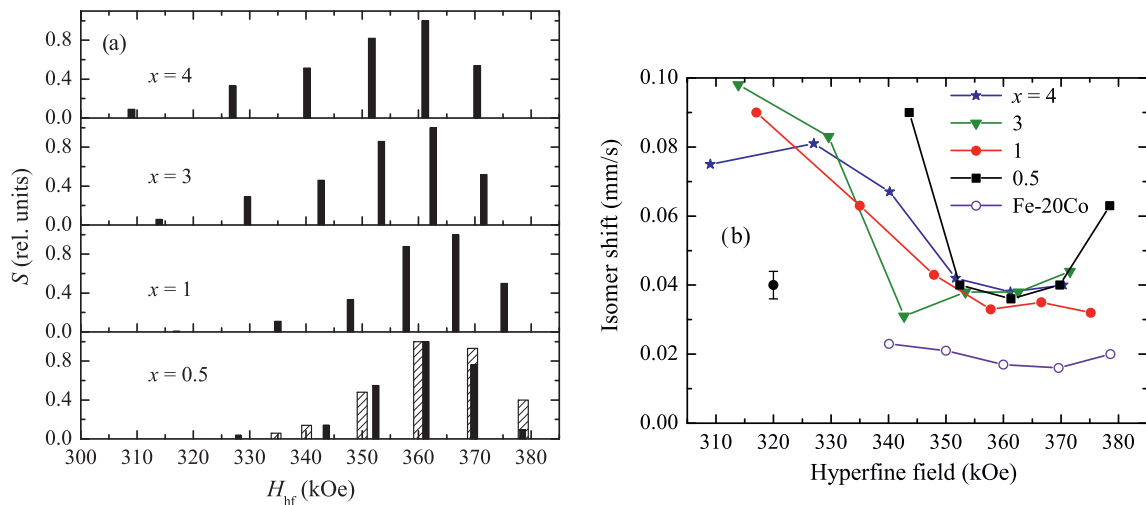 (a)
x = 4
0.8
0.4
0.0
x = 3
0.8
0.4
0.0
x = 1
0.8
0.4
0.0
x = 0.5
0.8
0.4
0.0
S (rel. units)
300 310 320 330 340 350 360 370 380
H_hf (kOe)
(b)
0.10
0.08
0.06
0.04
0.02
0.00
Isomer shift (mm/s)
x = 4
3
1
0.5
Fe-20Co
310 320 330 340 350 360 370 380
Hyperfine field (kOe)